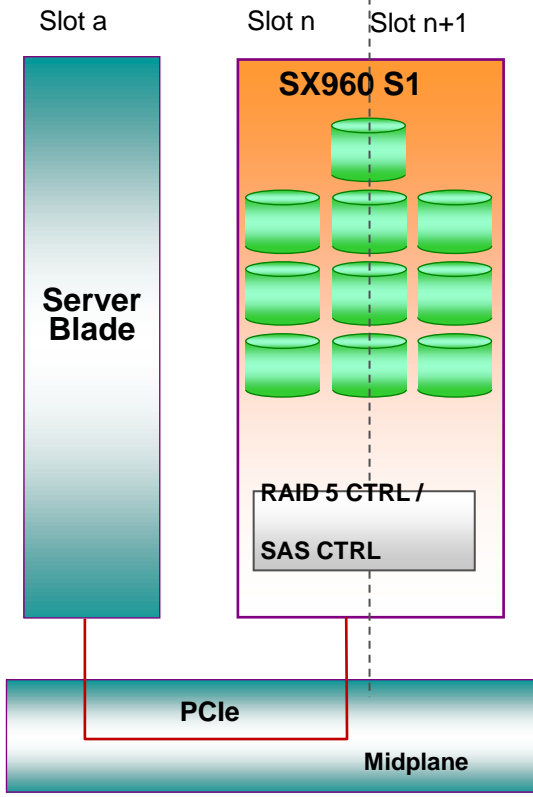 Slot a
Slot n
Slot n+1
SX960 S1
Server
Blade
RAID 5 CTRL /
SAS CTRL
PCIe
Midplane